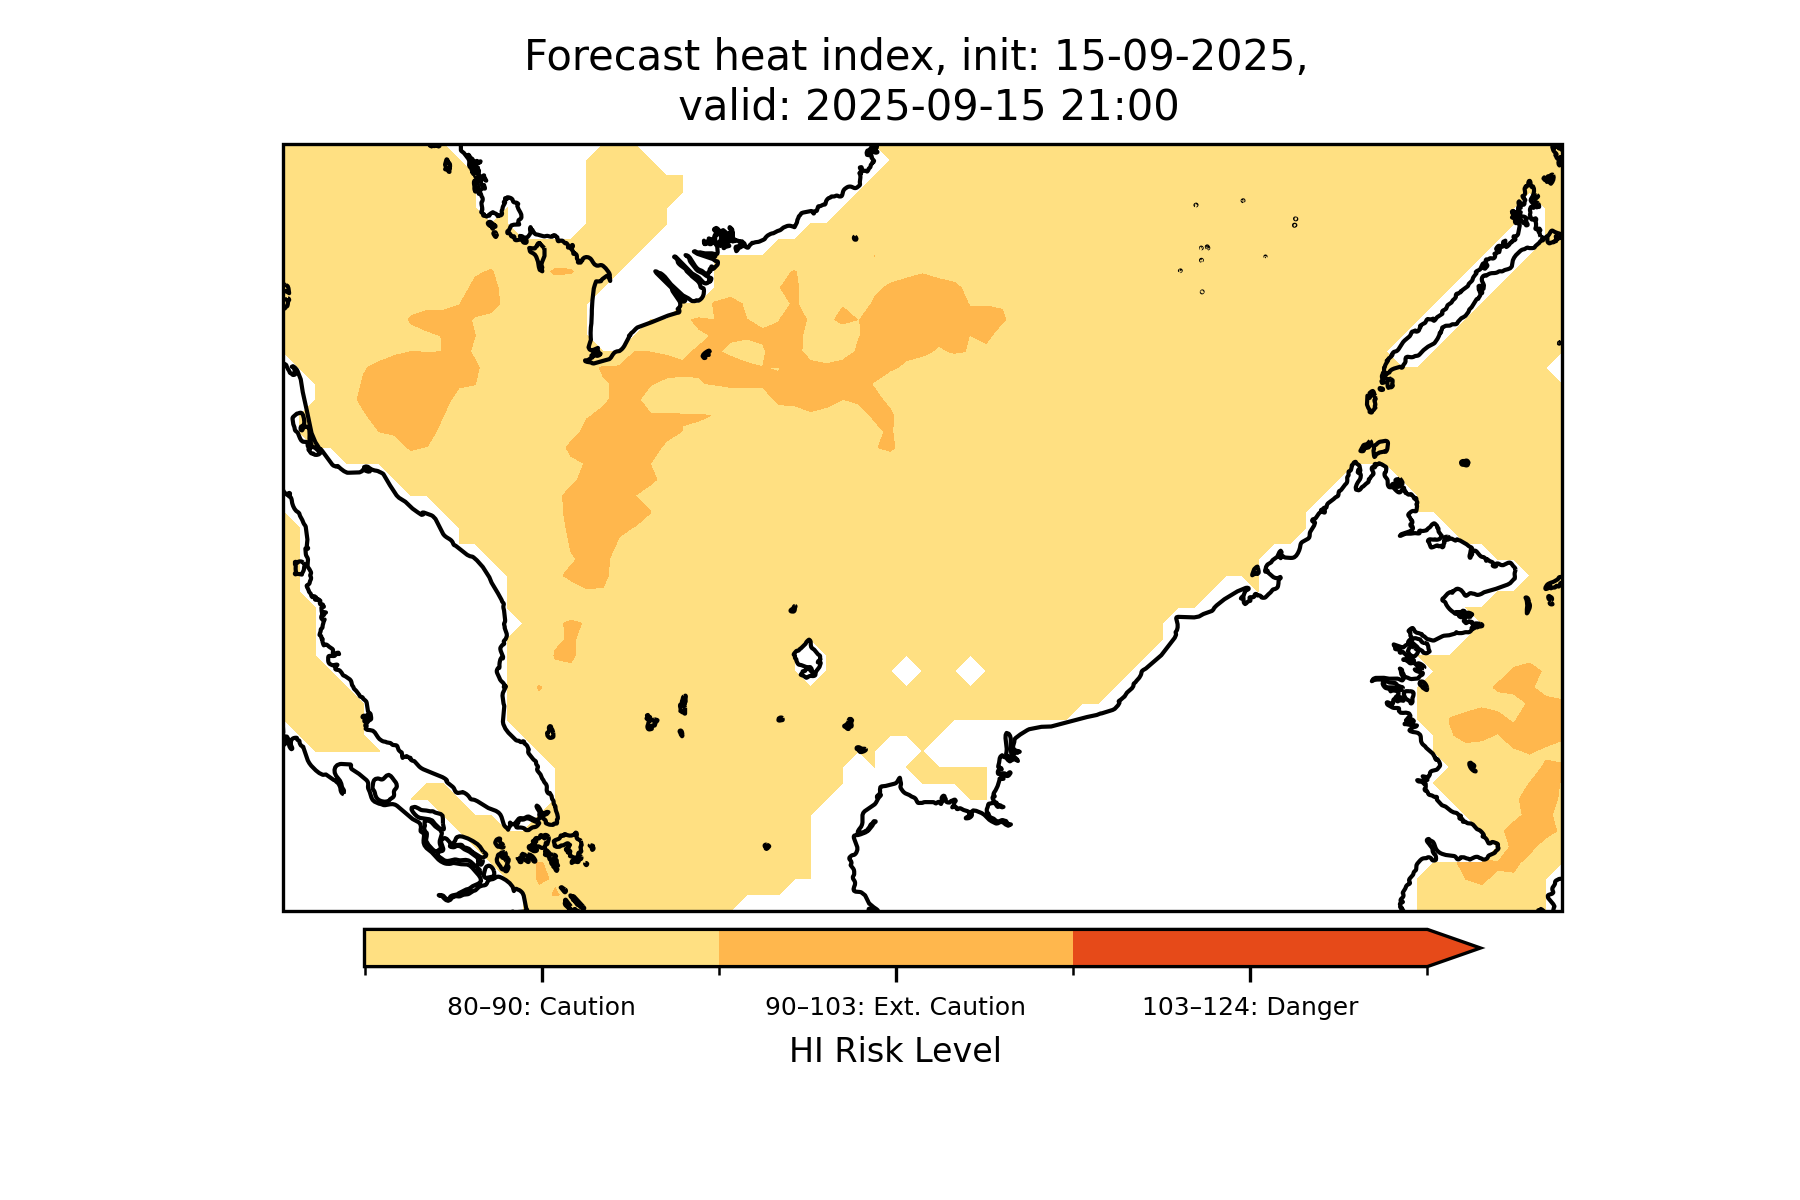 Forecast heat index, init: 15-09-2025,
valid: 2025-09-15 21:00
80–90: Caution
90–103: Ext. Caution
103–124: Danger
HI Risk Level